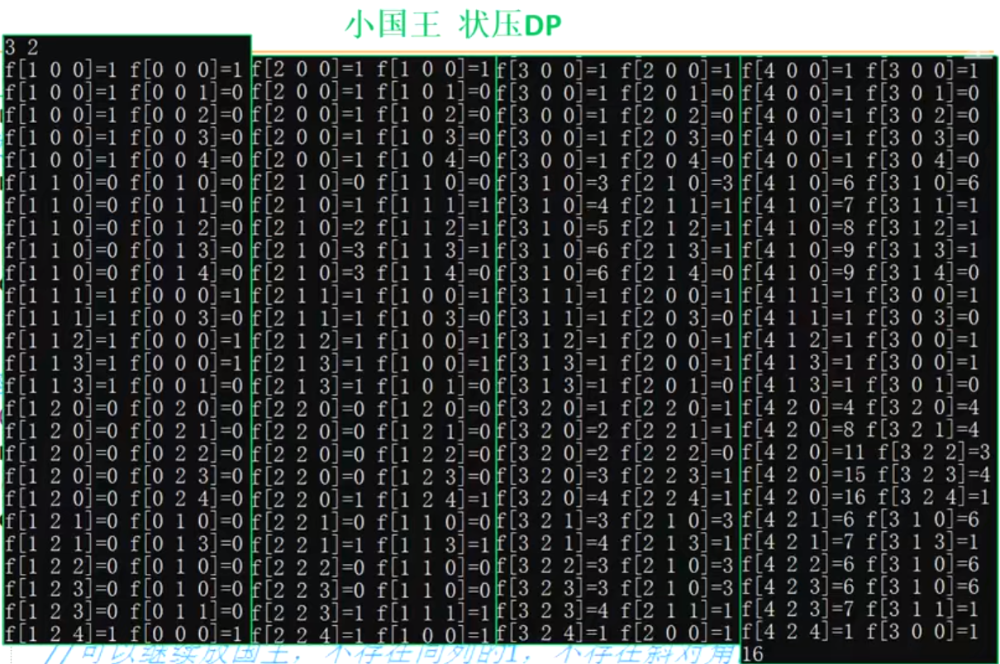 小国王 状压DP
3 2
f[1 0 0]=1 f[0 0 0]=1
f[1 0 0]=1 f[0 0 1]=0
f[1 0 0]=1 f[0 0 2]=0
f[1 0 0]=1 f[0 0 3]=0
f[1 0 0]=1 f[0 0 4]=0
f[1 1 0]=0 f[0 1 0]=0
f[1 1 0]=0 f[0 1 1]=0
f[1 1 0]=0 f[0 1 2]=0
f[1 1 0]=0 f[0 1 3]=0
f[1 1 0]=0 f[0 1 4]=0
f[1 1 1]=1 f[0 0 0]=1
f[1 1 1]=1 f[0 0 3]=0
f[1 1 2]=1 f[0 0 0]=1
f[1 1 3]=1 f[0 0 0]=1
f[1 1 3]=1 f[0 0 1]=0
f[1 2 0]=0 f[0 2 0]=0
f[1 2 0]=0 f[0 2 1]=0
f[1 2 0]=0 f[0 2 2]=0
f[1 2 0]=0 f[0 2 3]=0
f[1 2 0]=0 f[0 2 4]=0
f[1 2 1]=0 f[0 1 0]=0
f[1 2 1]=0 f[0 1 3]=0
f[1 2 2]=0 f[0 1 0]=0
f[1 2 3]=0 f[0 1 0]=0
f[1 2 3]=0 f[0 1 1]=0
f[1 2 4]=0 f[0 0 0]=1
f[2 0 0]=1 f[1 0 0]=1
f[2 0 0]=1 f[1 0 1]=0
f[2 0 0]=1 f[1 0 2]=0
f[2 0 0]=1 f[1 0 3]=0
f[2 0 0]=1 f[1 0 4]=0
f[2 1 0]=0 f[1 1 0]=0
f[2 1 0]=1 f[1 1 1]=1
f[2 1 0]=2 f[1 1 2]=1
f[2 1 0]=3 f[1 1 3]=1
f[2 1 0]=3 f[1 1 4]=0
f[2 1 1]=1 f[1 0 0]=1
f[2 1 1]=1 f[1 0 3]=0
f[2 1 2]=1 f[1 0 0]=1
f[2 1 3]=1 f[1 0 0]=1
f[2 1 3]=1 f[1 0 1]=0
f[2 2 0]=0 f[1 2 0]=0
f[2 2 0]=0 f[1 2 1]=0
f[2 2 0]=0 f[1 2 2]=0
f[2 2 0]=0 f[1 2 3]=0
f[2 2 0]=1 f[1 2 4]=1
f[2 2 1]=0 f[1 1 0]=0
f[2 2 1]=1 f[1 1 3]=1
f[2 2 2]=0 f[1 1 0]=0
f[2 2 3]=0 f[1 1 0]=0
f[2 2 3]=1 f[1 1 1]=1
f[2 2 4]=1 f[1 0 0]=1
f[3 0 0]=1 f[2 0 0]=1
f[3 0 0]=1 f[2 0 1]=0
f[3 0 0]=1 f[2 0 2]=0
f[3 0 0]=1 f[2 0 3]=0
f[3 0 0]=1 f[2 0 4]=0
f[3 1 0]=3 f[2 1 0]=3
f[3 1 0]=4 f[2 1 1]=1
f[3 1 0]=5 f[2 1 2]=1
f[3 1 0]=6 f[2 1 3]=1
f[3 1 0]=6 f[2 1 4]=0
f[3 1 1]=1 f[2 0 0]=1
f[3 1 1]=1 f[2 0 3]=0
f[3 1 2]=1 f[2 0 0]=1
f[3 1 3]=1 f[2 0 0]=1
f[3 1 3]=1 f[2 0 1]=0
f[3 2 0]=1 f[2 2 0]=1
f[3 2 0]=2 f[2 2 1]=1
f[3 2 0]=2 f[2 2 2]=0
f[3 2 0]=3 f[2 2 3]=1
f[3 2 0]=4 f[2 2 4]=1
f[3 2 1]=3 f[2 1 0]=3
f[3 2 1]=4 f[2 1 3]=1
f[3 2 2]=3 f[2 1 0]=3
f[3 2 3]=3 f[2 1 0]=3
f[3 2 3]=4 f[2 1 1]=1
f[3 2 4]=1 f[2 0 0]=1
f[4 0 0]=1 f[3 0 0]=1
f[4 0 0]=1 f[3 0 1]=0
f[4 0 0]=1 f[3 0 2]=0
f[4 0 0]=1 f[3 0 3]=0
f[4 0 0]=1 f[3 0 4]=0
f[4 1 0]=6 f[3 1 0]=6
f[4 1 0]=7 f[3 1 1]=1
f[4 1 0]=8 f[3 1 2]=1
f[4 1 0]=9 f[3 1 3]=1
f[4 1 0]=9 f[3 1 4]=0
f[4 1 1]=1 f[3 0 0]=1
f[4 1 1]=1 f[3 0 3]=0
f[4 1 2]=1 f[3 0 0]=1
f[4 1 3]=1 f[3 0 0]=1
f[4 1 3]=1 f[3 0 1]=0
f[4 2 0]=4 f[3 2 0]=4
f[4 2 0]=8 f[3 2 1]=4
f[4 2 0]=11 f[3 2 2]=3
f[4 2 0]=15 f[3 2 3]=4
f[4 2 0]=16 f[3 2 4]=1
f[4 2 1]=6 f[3 1 0]=6
f[4 2 1]=7 f[3 1 3]=1
f[4 2 2]=6 f[3 1 0]=6
f[4 2 3]=6 f[3 1 0]=6
f[4 2 3]=7 f[3 1 1]=1
f[4 2 4]=1 f[3 0 0]=1
16
//可以继续放国王，不存在同列的1，不存在斜对角